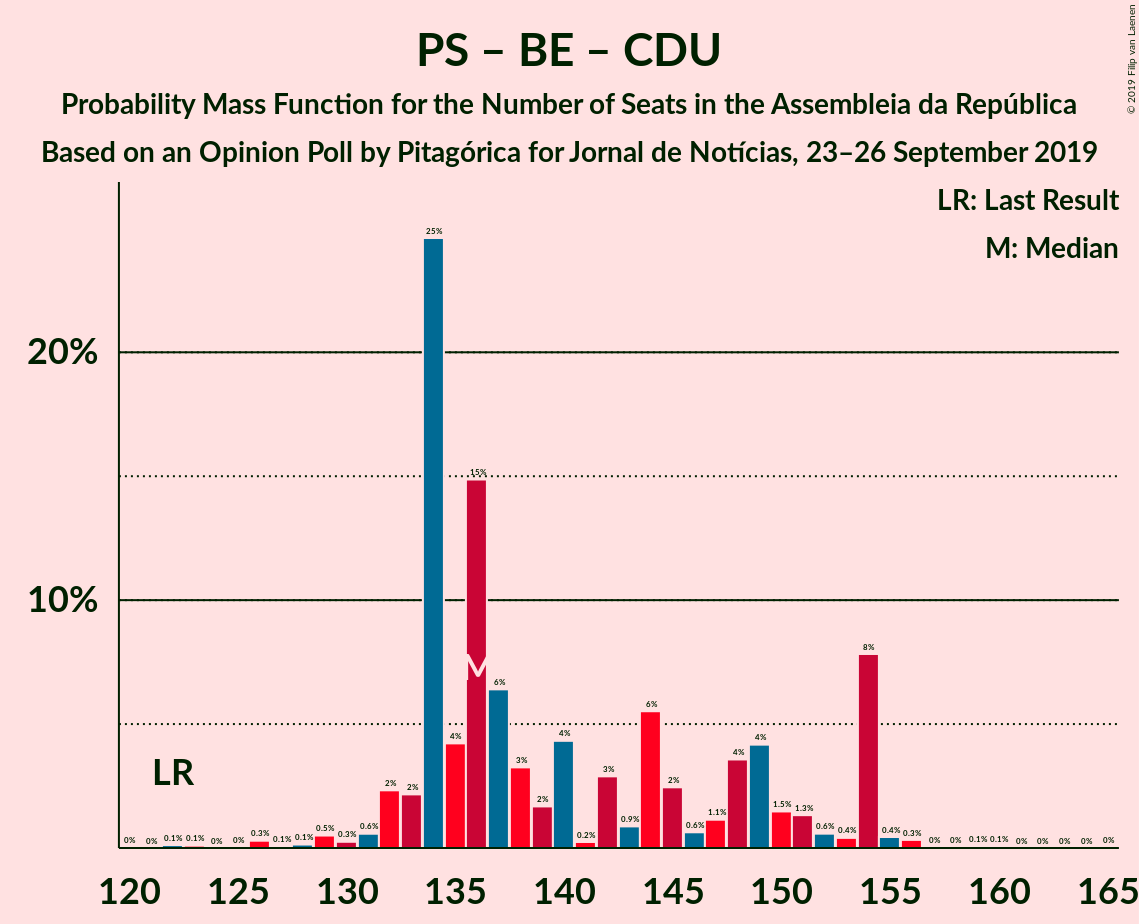 PS – BE – CDU
Probability Mass Function for the Number of Seats in the Assembleia da República
Based on an Opinion Poll by Pitagórica for Jornal de Notícias, 23–26 September 2019
© 2019 Filip van Laenen
LR: Last Result
M: Median
20%
10%
LR
M
0% 0% 0.1% 0.1% 0% 0% 0.3% 0.1% 0.1% 0.5% 0.3% 0.6% 2% 2% 25% 4% 15% 6% 3% 2% 4% 0.2% 3% 0.9% 6% 2% 0.6% 1.1% 4% 4% 1.5% 1.3% 0.6% 0.4% 8% 0.4% 0.3% 0% 0% 0.1% 0.1% 0% 0% 0% 0% 0%
120 125 130 135 140 145 150 155 160 165